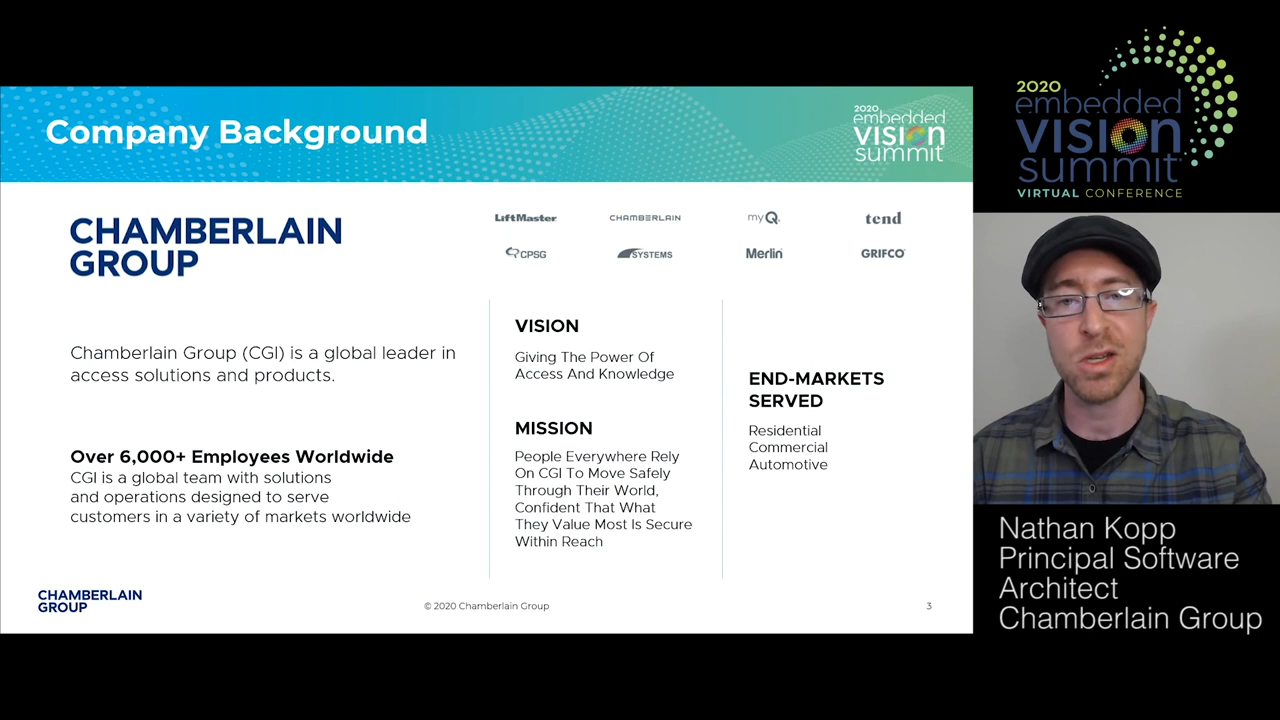 Company Background
2020
embedded
vision
summit
CHAMBERLAIN
GROUP
LiftMaster
CHAMBERLAIN
myQ
tend
CPSG
SYSTEMS
Merlin
GRIFCO
Chamberlain Group (CGI) is a global leader in
access solutions and products.
Over 6,000+ Employees Worldwide
CGI is a global team with solutions
and operations designed to serve
customers in a variety of markets worldwide
VISION
Giving The Power Of
Access And Knowledge
MISSION
People Everywhere Rely
On CGI To Move Safely
Through Their World,
Confident That What
They Value Most Is Secure
Within Reach
END-MARKETS
SERVED
Residential
Commercial
Automotive
CHAMBERLAIN
GROUP
© 2020 Chamberlain Group
3
2020
embedded
vision
summit
VIRTUAL CONFERENCE
Nathan Kopp
Principal Software
Architect
Chamberlain Group